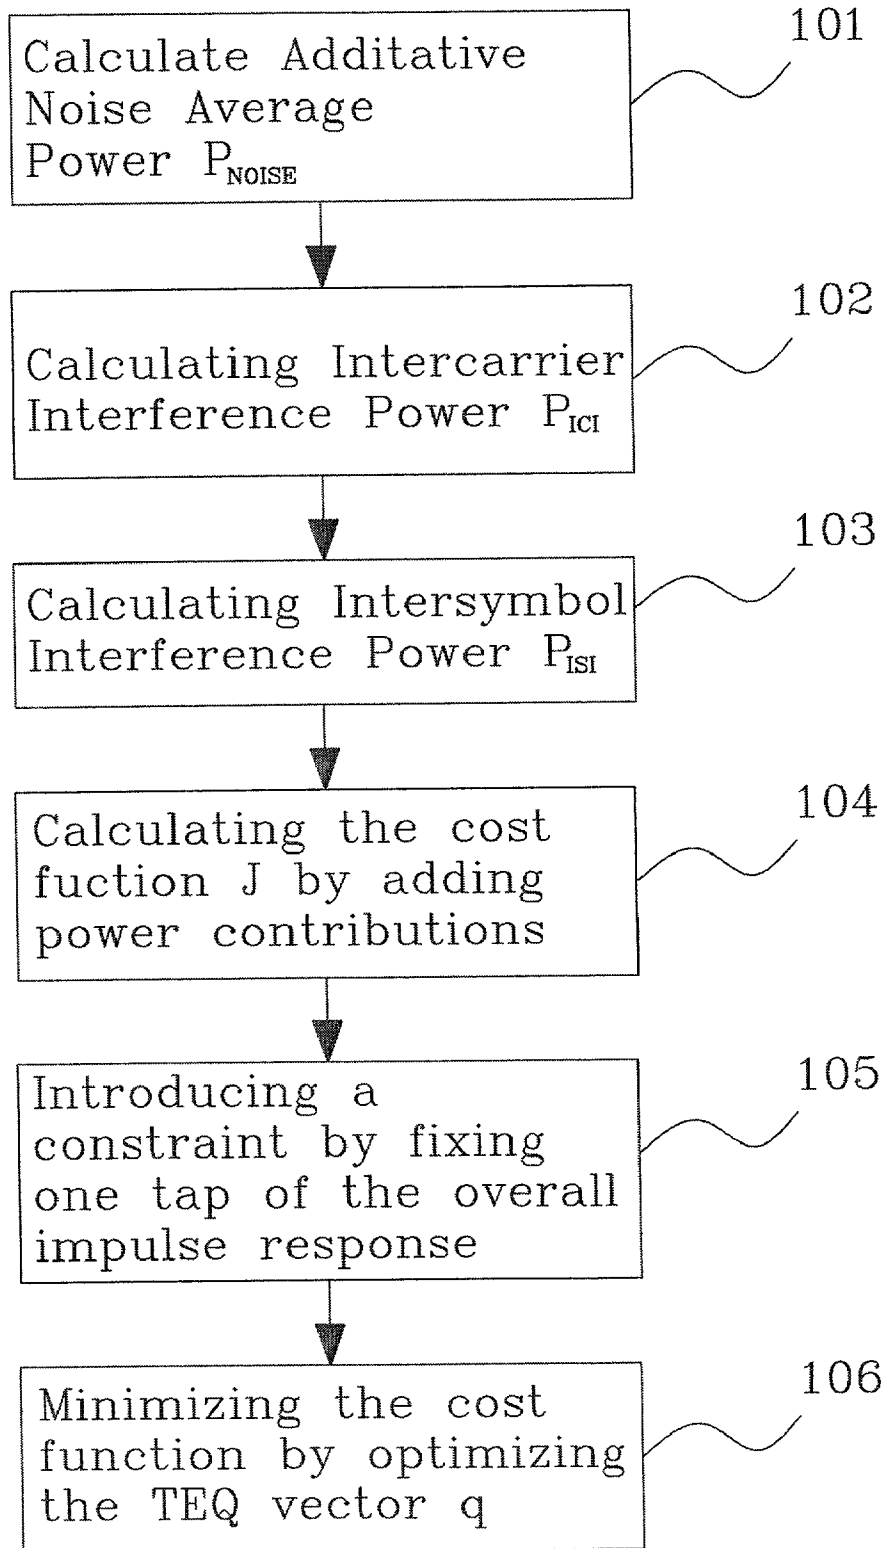 101
Calculate Additative
Noise Average
Power P_NOISE
102
Calculating Intercarrier
Interference Power P_ICI
103
Calculating Intersymbol
Interference Power P_ISI
104
Calculating the cost
fuction J by adding
power contributions
105
Introducing a
constraint by fixing
one tap of the overall
impulse response
106
Minimizing the cost
function by optimizing
the TEQ vector q